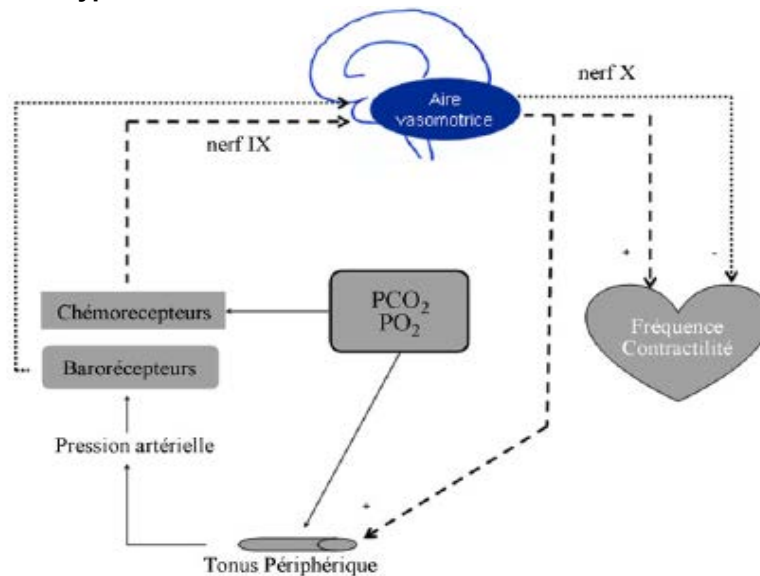 nerf X
Aire
vasomotrice
nerf IX
+
-
PCO2
PO2
Chémorecepteurs
Fréquence
Contractilité
Barorécepteurs
Pression artérielle
+
Tonus Périphérique